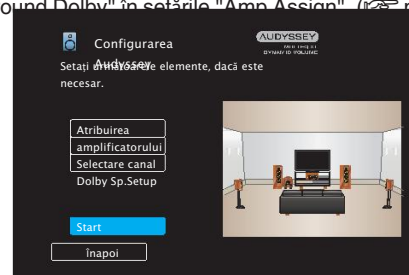 ound Dolby" în setările "Amp Assign". (
Configurarea
Audyssey
AUDYSSEY
MULTEQ XT
DYNAMIC VOLUME
Setați următoarele elemente, dacă este
necesar.
Atribuirea
amplificatorului
Selectare canal
Dolby Sp.Setup
Start
înapoi